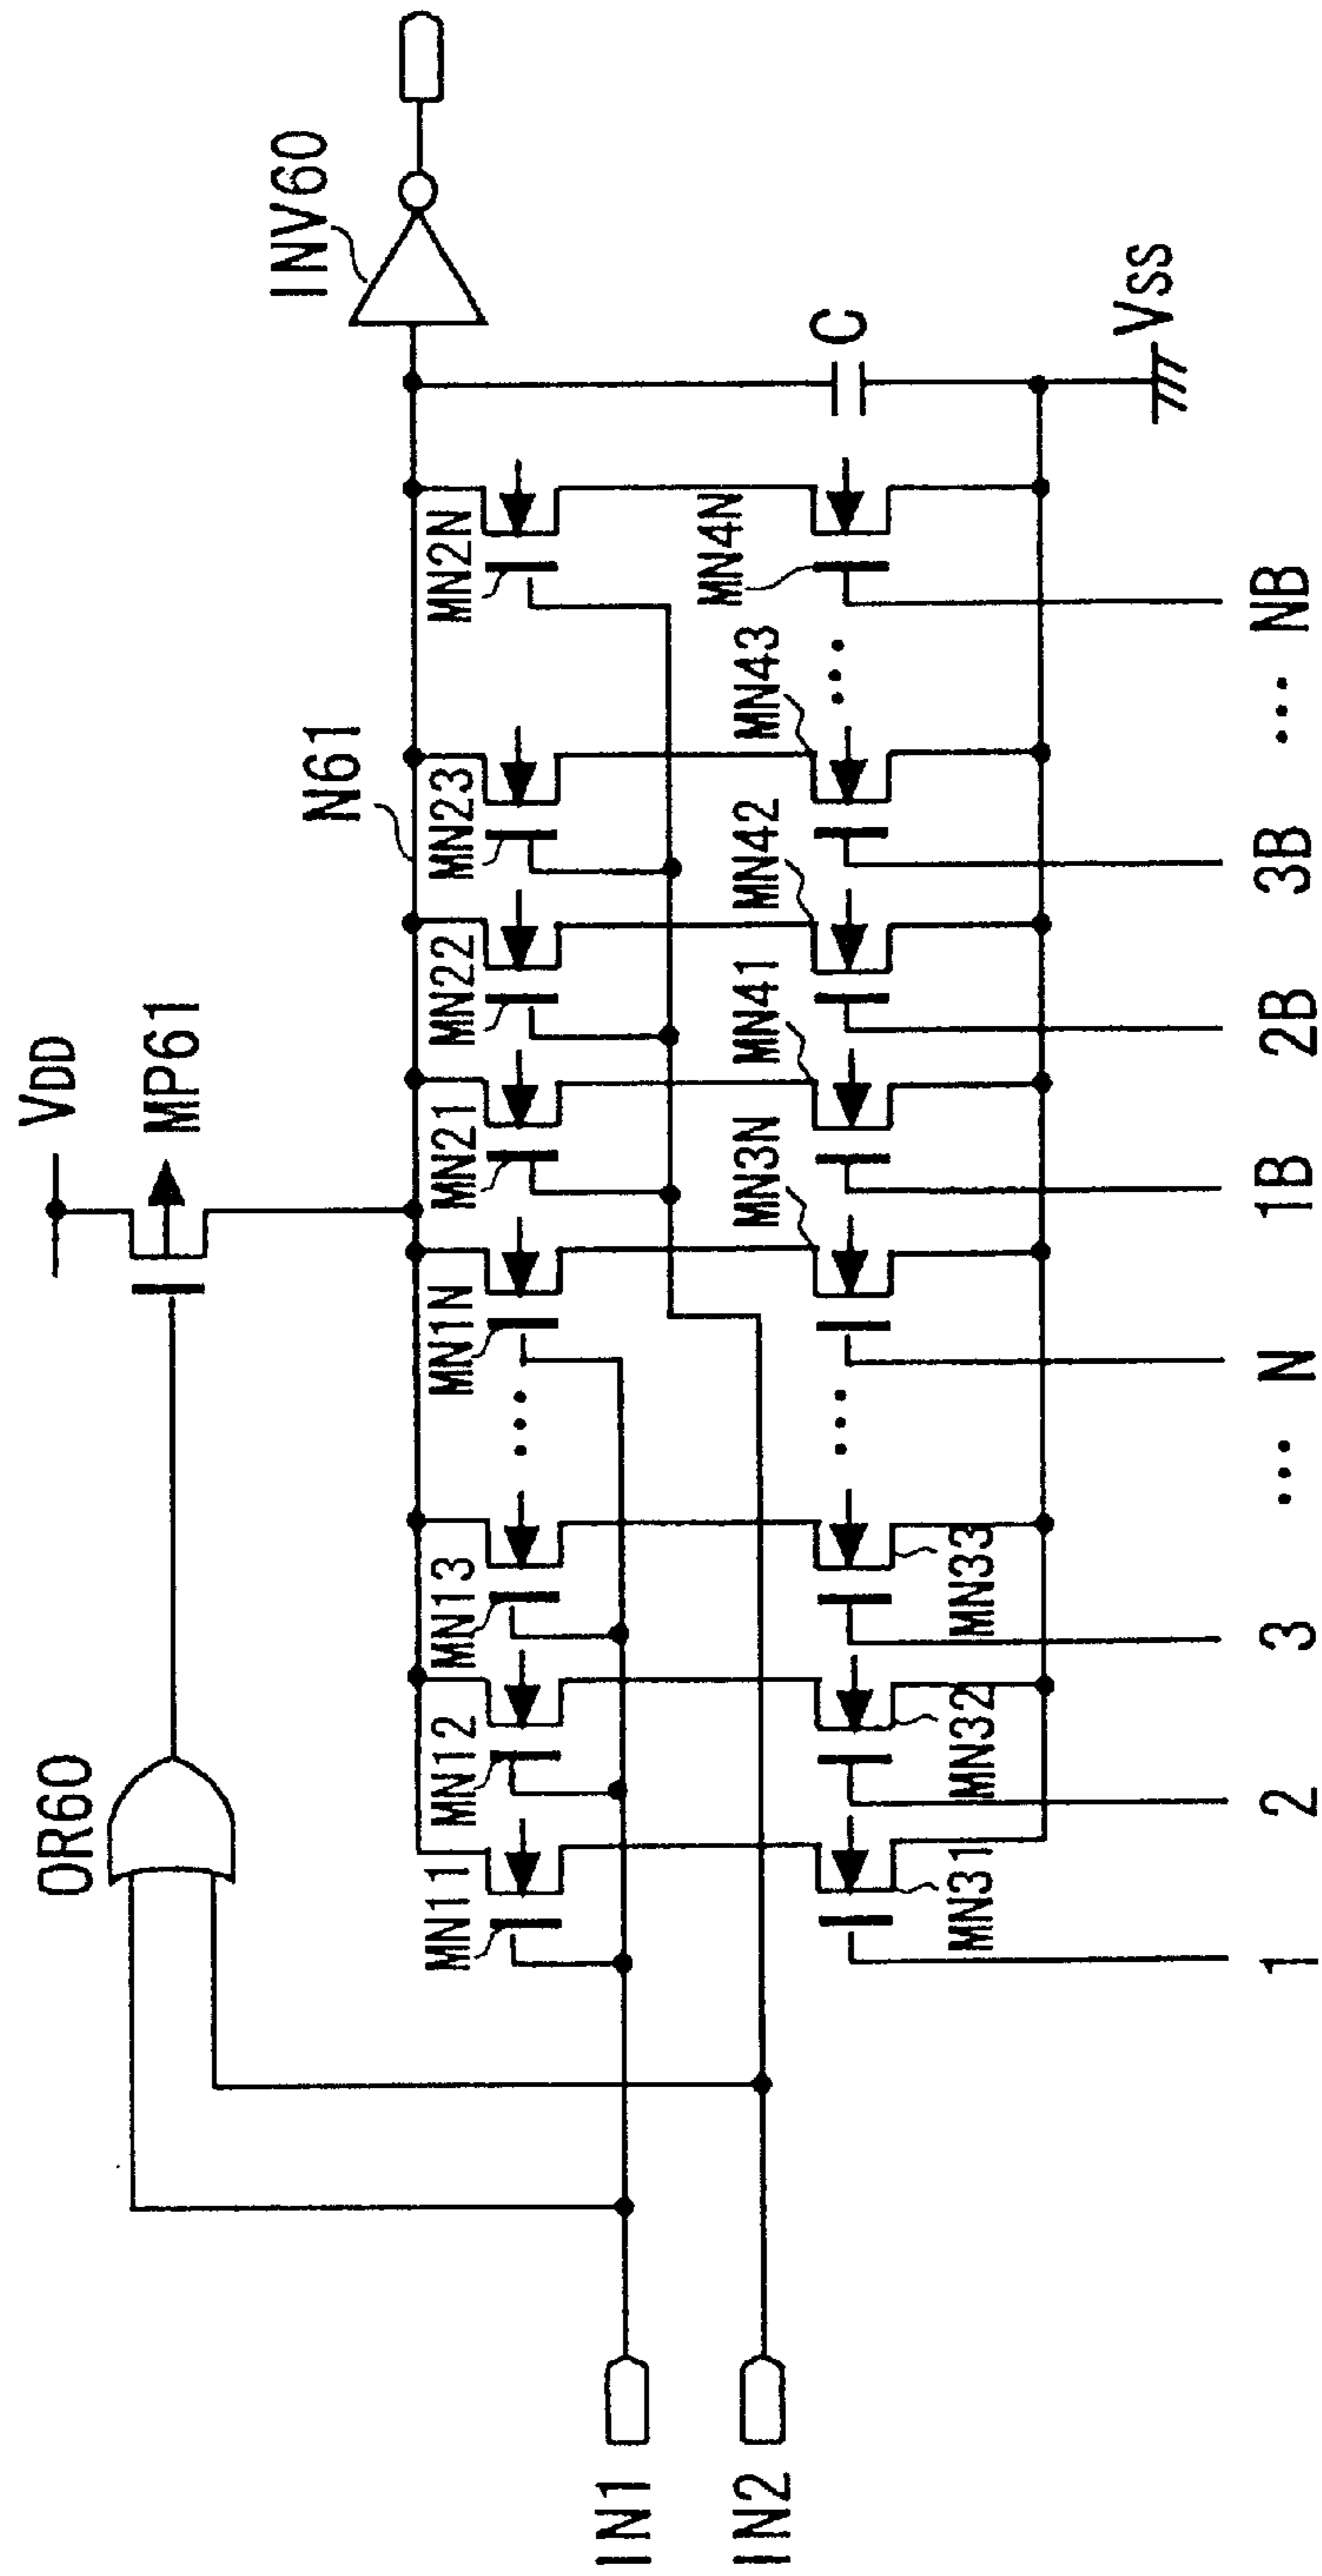 VDD
OR60
MP61
INV60
N61
MN11
MN12
MN13
...
MN1N
MN21
MN22
MN23
MN2N
C
IN1
IN2
MN31
MN32
MN33
...
MN3N
MN41
MN42
MN43
...
MN4N
VSS
1
2
3
...
N
1B
2B
3B
...
NB